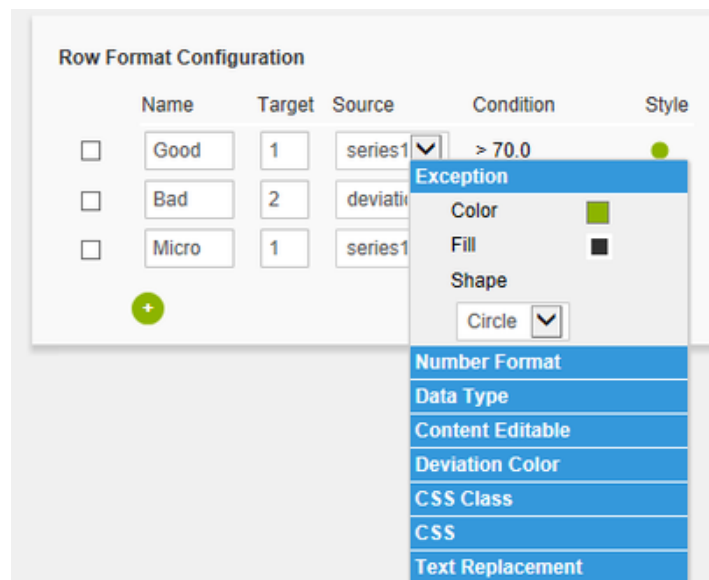 Row Format Configuration
Name Target Source Condition Style
Good 1 series1 > 70.0
Exception
Bad 2 deviatio
Color
Fill
Micro 1 series1
Shape
+
Circle
Number Format
Data Type
Content Editable
Deviation Color
CSS Class
CSS
Text Replacement